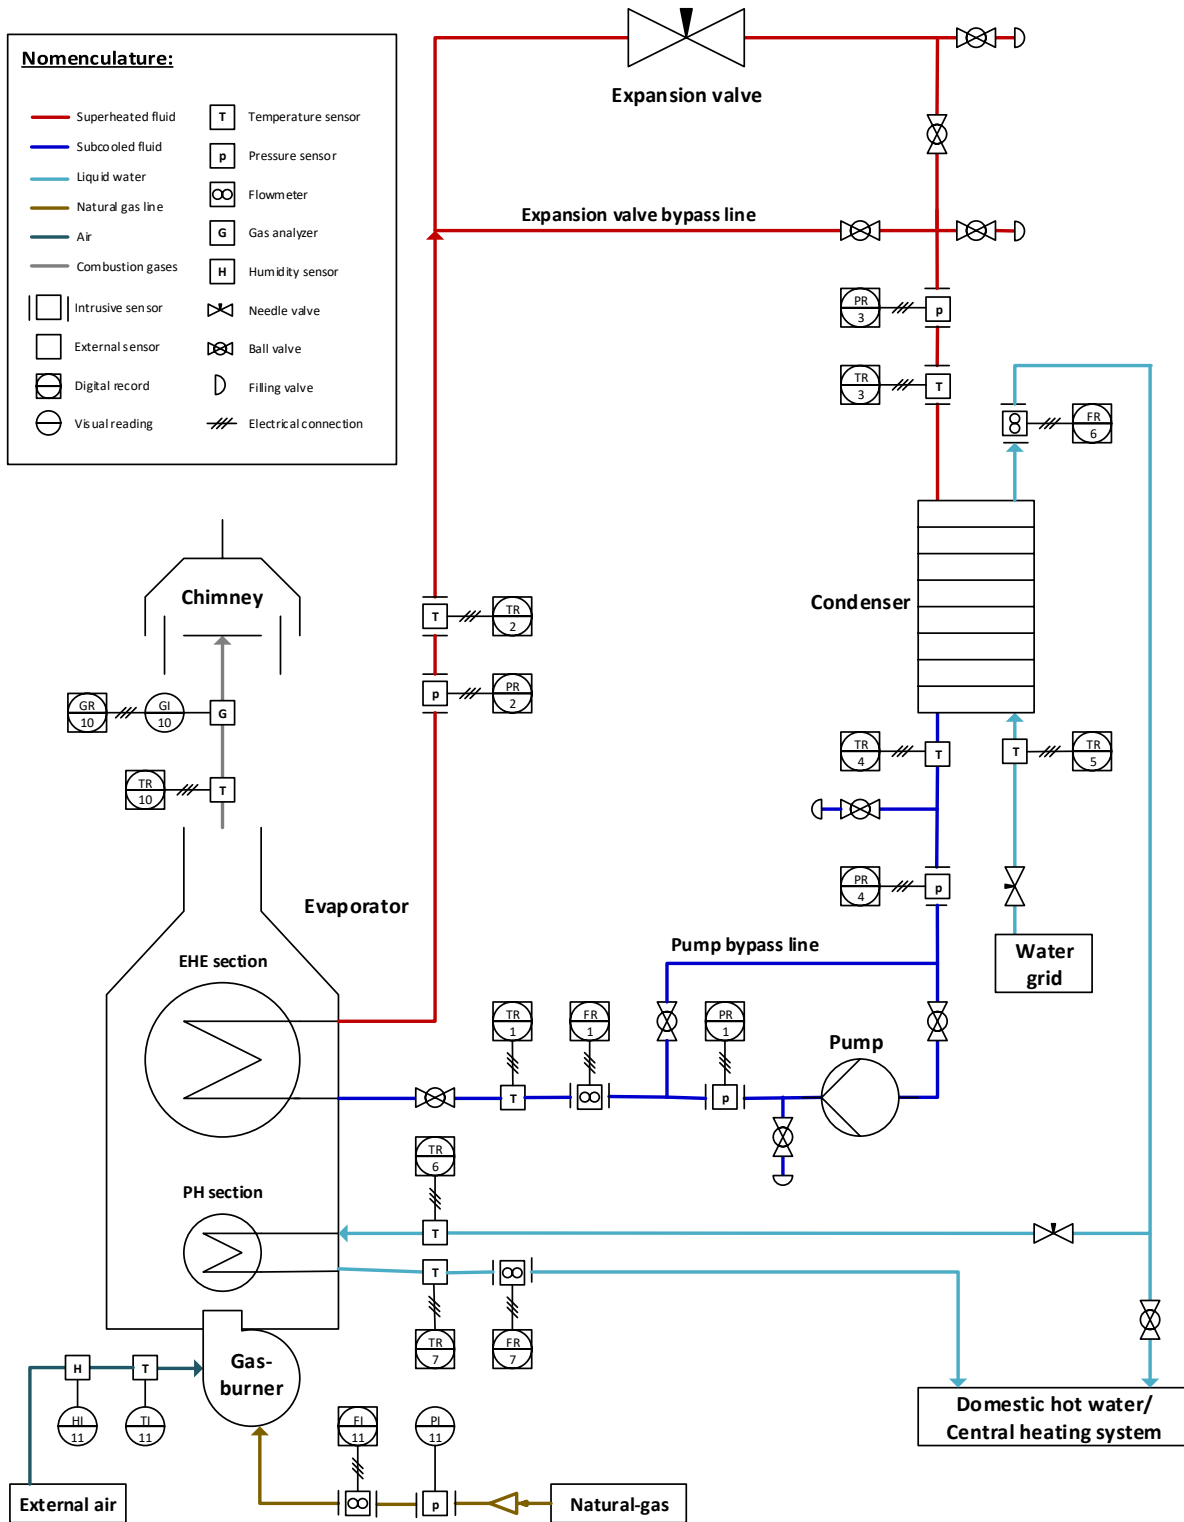 Nomenculature:
Superheated fluid
Subcooled fluid
Liquid water
Natural gas line
Air
Combustion gases
Intrusive sensor
External sensor
Digital record
Visual reading
T Temperature sensor
p Pressure sensor
Flowmeter
G Gas analyzer
H Humidity sensor
Needle valve
Ball valve
Filling valve
Electrical connection
Expansion valve
Expansion valve bypass line
PR
3
p
TR
3
T
FR
6
Condenser
Chimney
T
TR
2
p
PR
2
GR
10
GI
10
G
TR
10
T
TR
4
T
T
TR
5
PR
4
p
Water
grid
Evaporator
EHE section
Pump bypass line
TR
1
FR
1
PR
1
Pump
T
p
TR
6
PH section
T
T
TR
7
FR
7
Gas-
burner
H
T
HI
11
TI
11
FI
11
PI
11
p
External air
Natural-gas
Domestic hot water/
Central heating system